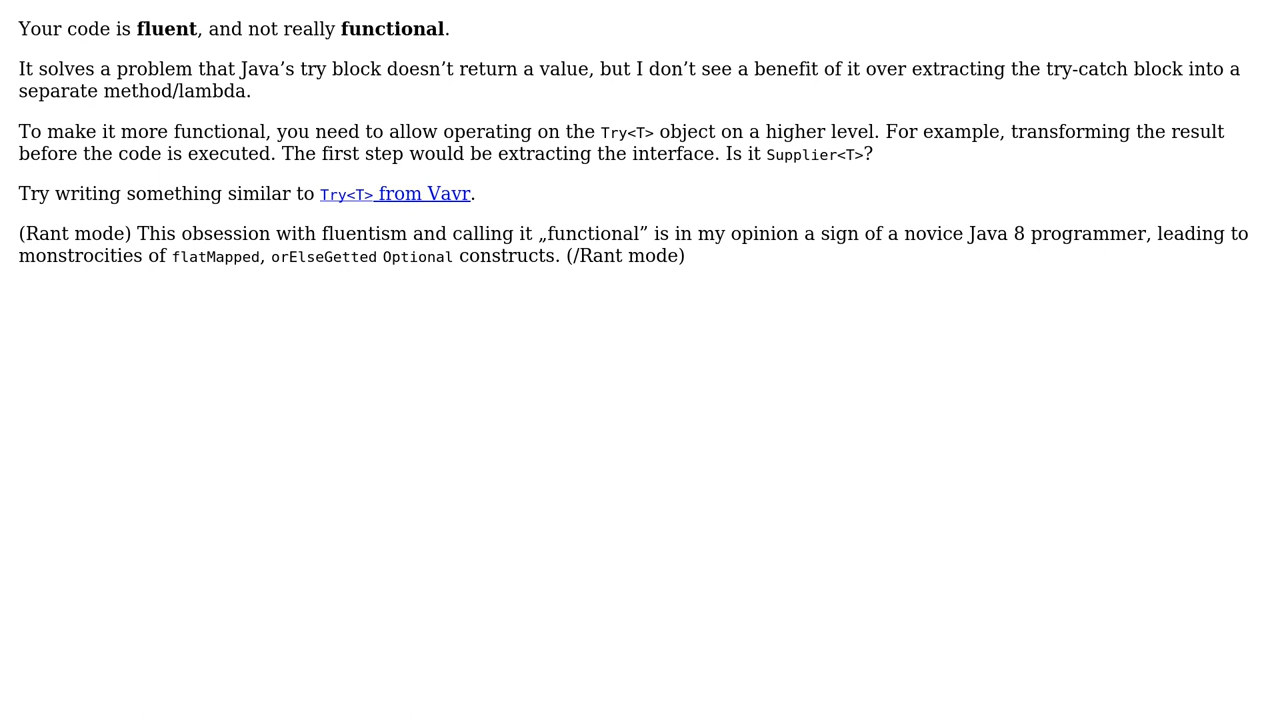 Your code is fluent, and not really functional.
It solves a problem that Java’s try block doesn’t return a value, but I don’t see a benefit of it over extracting the try-catch block into a
separate method/lambda.
To make it more functional, you need to allow operating on the Try<T> object on a higher level. For example, transforming the result
before the code is executed. The first step would be extracting the interface. Is it Supplier<T>?
Try writing something similar to Try<T> from Vavr.
(Rant mode) This obsession with fluentism and calling it „functional” is in my opinion a sign of a novice Java 8 programmer, leading to
monstrocities of flatMapped, orElseGetted Optional constructs. (/Rant mode)